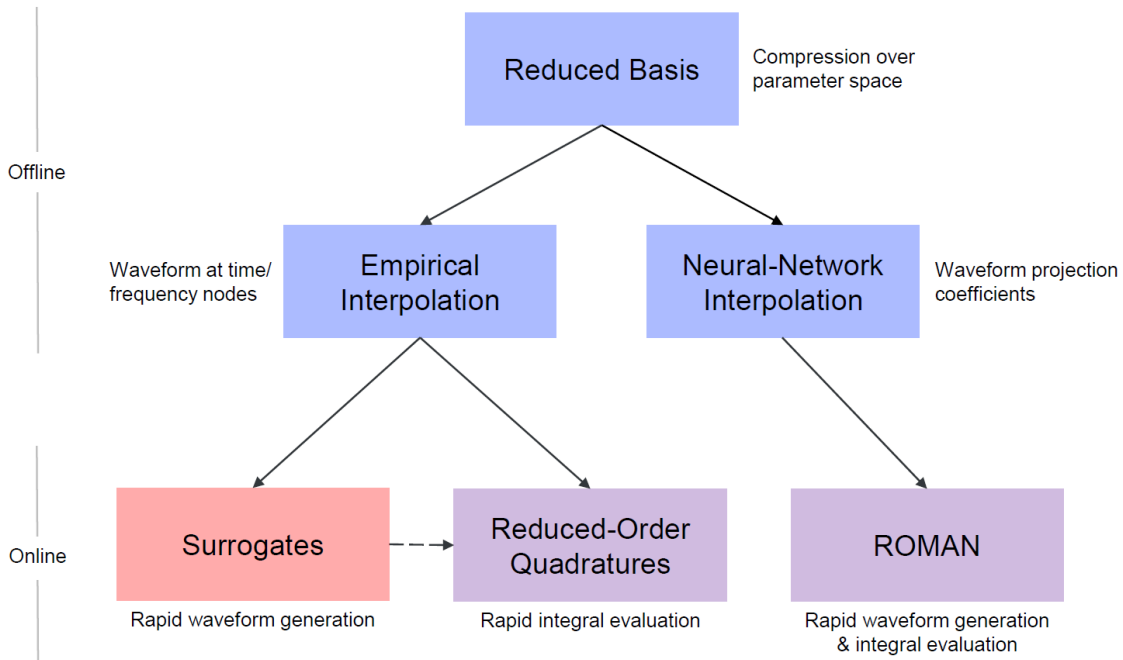 Reduced Basis
Compression over
parameter space
Offline
Waveform at time/
frequency nodes
Empirical
Interpolation
Neural-Network
Interpolation
Waveform projection
coefficients
Online
Surrogates
Reduced-Order
Quadratures
ROMAN
Rapid waveform generation
Rapid integral evaluation
Rapid waveform generation
& integral evaluation